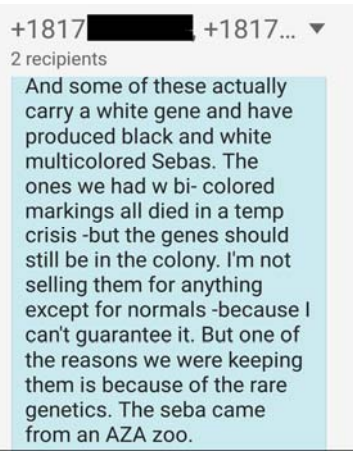 +1817 , +1817...
2 recipients
And some of these actually
carry a white gene and have
produced black and white
multicolored Sebas. The
ones we had w bi- colored
markings all died in a temp
crisis -but the genes should
still be in the colony. I'm not
selling them for anything
except for normals -because I
can't guarantee it. But one of
the reasons we were keeping
them is because of the rare
genetics. The seba came
from an AZA zoo.